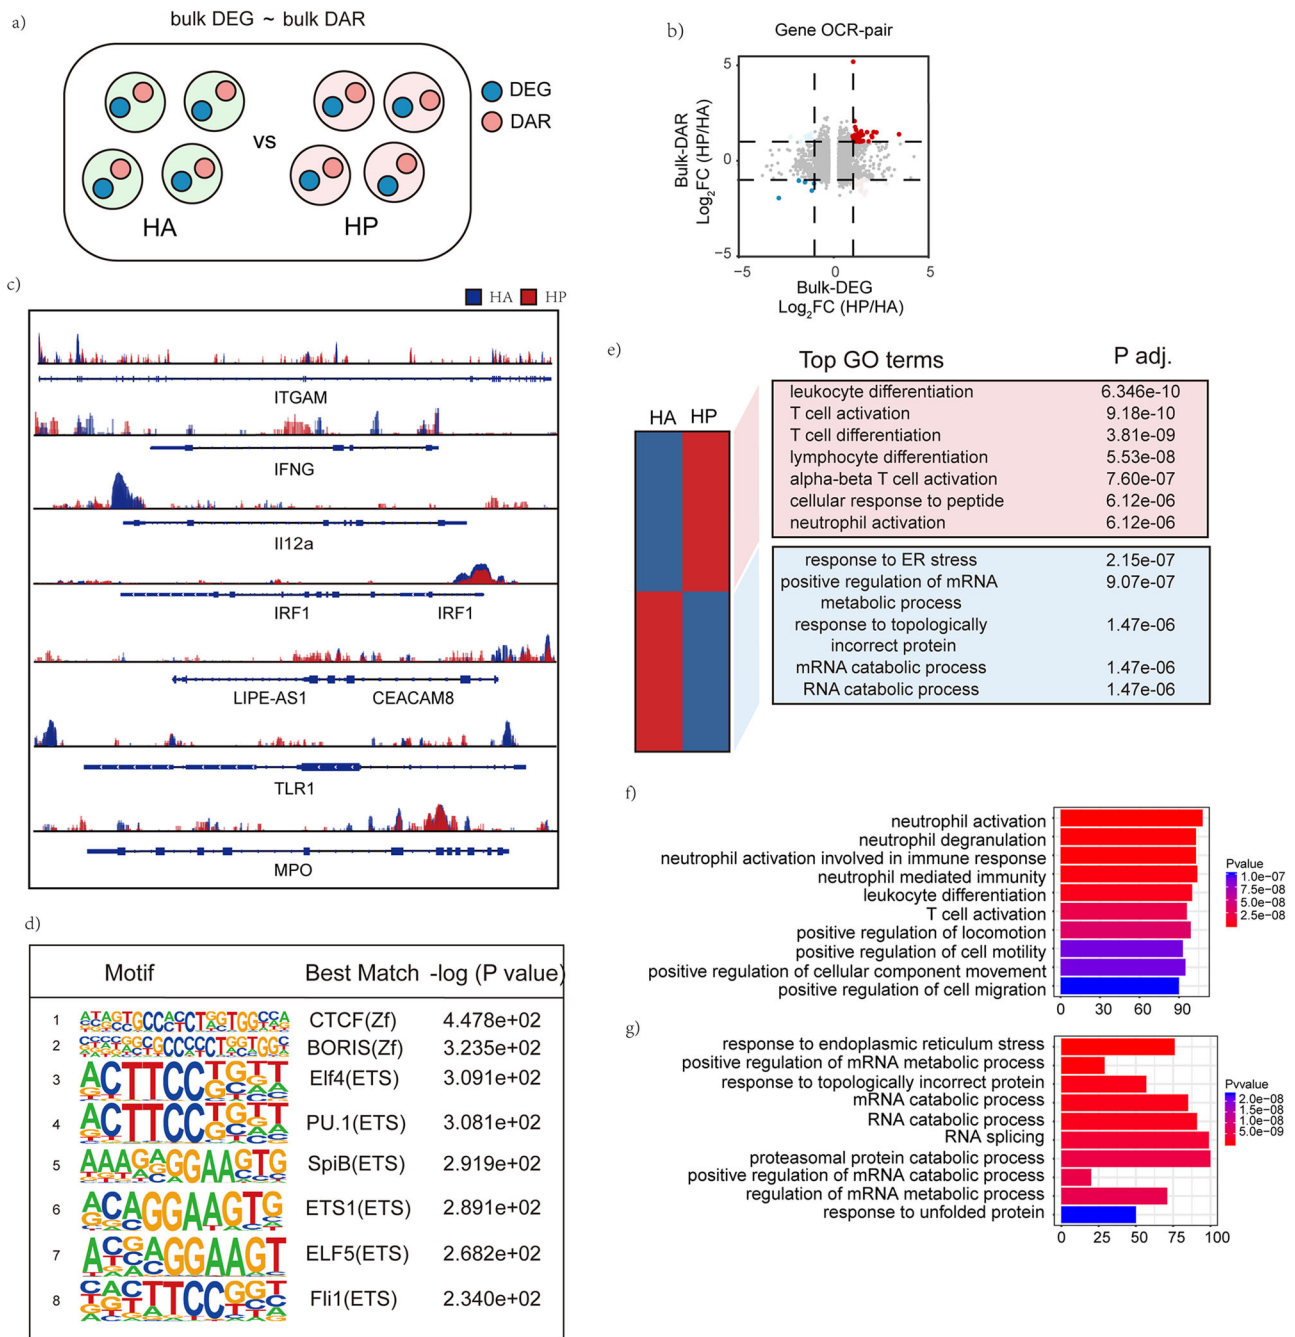 a)
bulk DEG ~ bulk DAR
DEG
DAR
vs
HA
HP
b)
Gene OCR-pair
Bulk-DAR
Log2FC (HP/HA)
5
0
−5
−5
0
5
Bulk-DEG
Log2FC (HP/HA)
c)
HA HP
ITGAM
IFNG
Il12a
IRF1 IRF1
LIPE-AS1 CEACAM8
TLR1
MPO
d)
Motif Best Match -log (P value)
1 CTCF(Zf) 4.478e+02
2 BORIS(Zf) 3.235e+02
3 Elf4(ETS) 3.091e+02
4 PU.1(ETS) 3.081e+02
5 SpiB(ETS) 2.919e+02
6 ETS1(ETS) 2.891e+02
7 ELF5(ETS) 2.682e+02
8 Fli1(ETS) 2.340e+02
e)
Top GO terms P adj.
HA HP
leukocyte differentiation 6.346e-10
T cell activation 9.18e-10
T cell differentiation 3.81e-09
lymphocyte differentiation 5.53e-08
alpha-beta T cell activation 7.60e-07
cellular response to peptide 6.12e-06
neutrophil activation 6.12e-06
response to ER stress 2.15e-07
positive regulation of mRNA 9.07e-07
metabolic process
response to topologically 1.47e-06
incorrect protein
mRNA catabolic process 1.47e-06
RNA catabolic process 1.47e-06
f)
neutrophil activation
neutrophil degranulation
neutrophil activation involved in immune response
neutrophil mediated immunity
leukocyte differentiation
T cell activation
positive regulation of locomotion
positive regulation of cell motility
positive regulation of cellular component movement
positive regulation of cell migration
0 30 60 90
Pvalue
1.0e-07
7.5e-08
5.0e-08
2.5e-08
g)
response to endoplasmic reticulum stress
positive regulation of mRNA metabolic process
response to topologically incorrect protein
mRNA catabolic process
RNA catabolic process
RNA splicing
proteasomal protein catabolic process
positive regulation of mRNA catabolic process
regulation of mRNA metabolic process
response to unfolded protein
0 25 50 75 100
Pvvalue
2.0e-08
1.5e-08
1.0e-08
5.0e-09